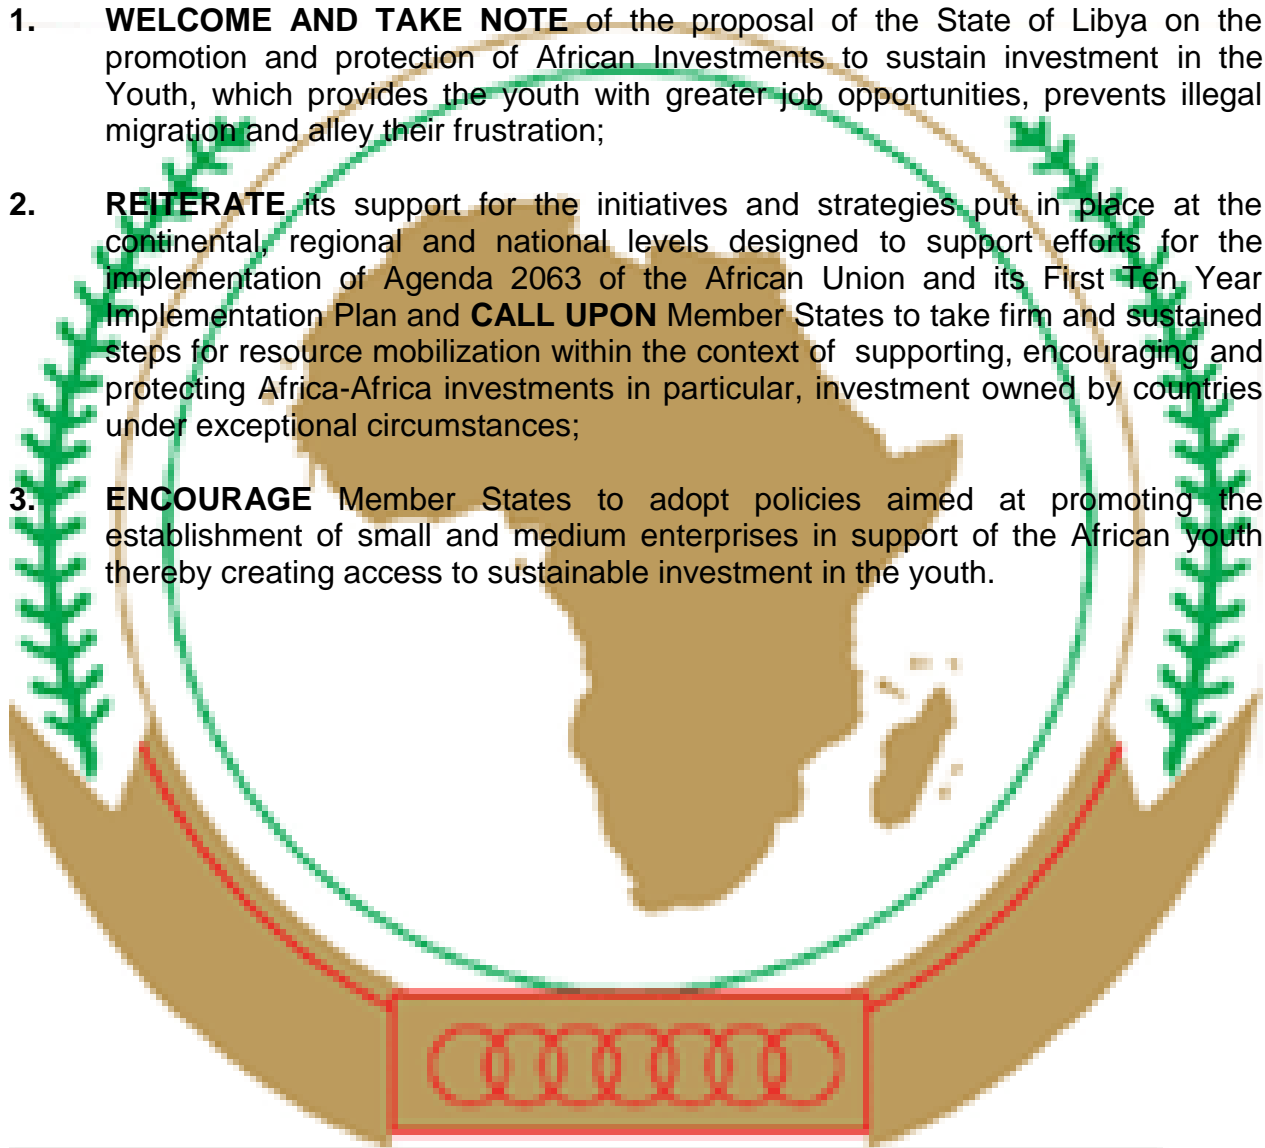 1. WELCOME AND TAKE NOTE of the proposal of the State of Libya on the
promotion and protection of African Investments to sustain investment in the
Youth, which provides the youth with greater job opportunities, prevents illegal
migration and alley their frustration;
2. REITERATE its support for the initiatives and strategies put in place at the
continental, regional and national levels designed to support efforts for the
implementation of Agenda 2063 of the African Union and its First Ten Year
Implementation Plan and CALL UPON Member States to take firm and sustained
steps for resource mobilization within the context of supporting, encouraging and
protecting Africa-Africa investments in particular, investment owned by countries
under exceptional circumstances;
3. ENCOURAGE Member States to adopt policies aimed at promoting the
establishment of small and medium enterprises in support of the African youth
thereby creating access to sustainable investment in the youth.